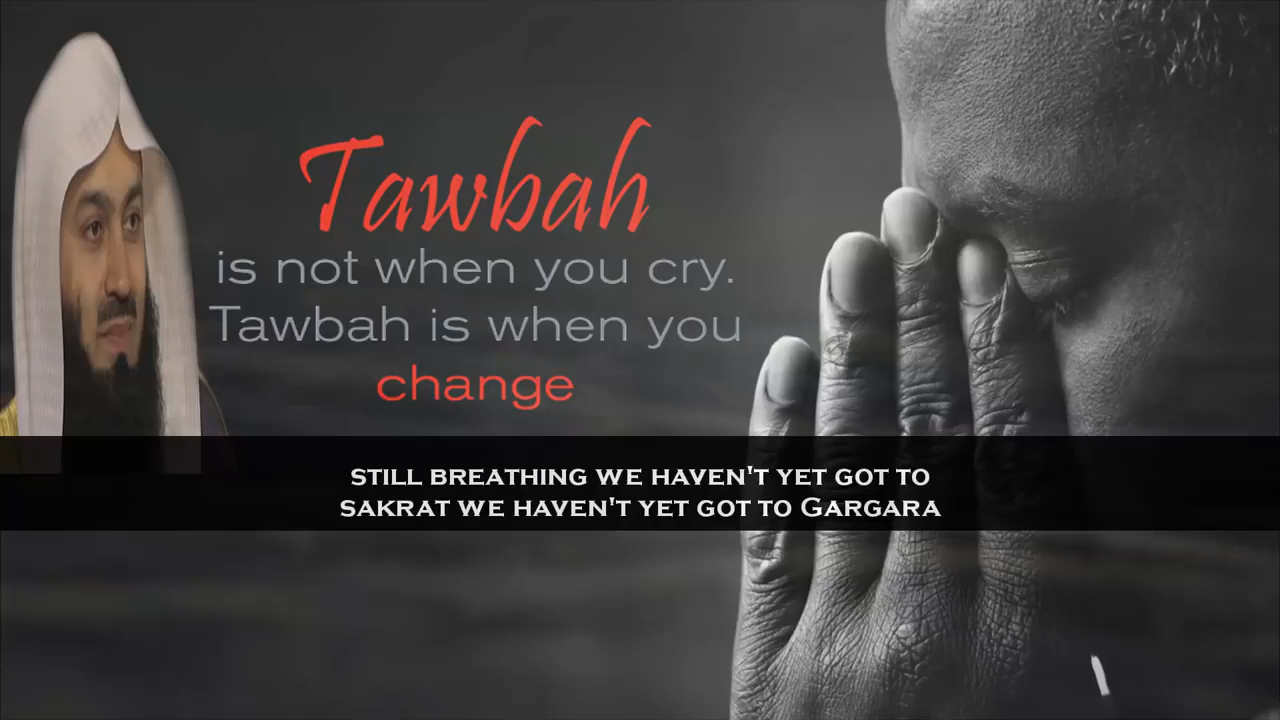 Tawbah
is not when you cry.
Tawbah is when you
change
STILL BREATHING WE HAVEN'T YET GOT TO
SAKRAT WE HAVEN'T YET GOT TO GARGARA